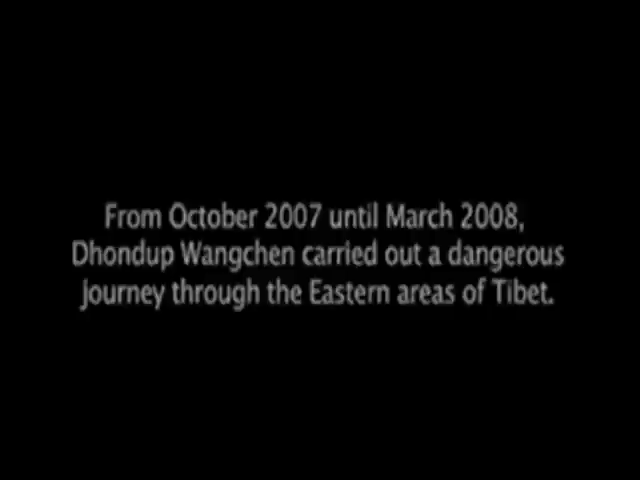 From October 2007 until March 2008,
Dhondup Wangchen carried out a dangerous
Journey through the Eastern areas of Tibet.